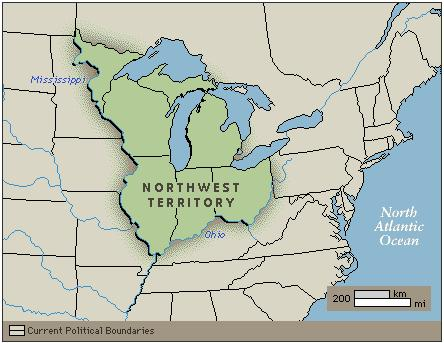 Mississippi
NORTHWEST
TERRITORY
Ohio
North
Atlantic
Ocean
200 km
mi
Current Political Boundaries